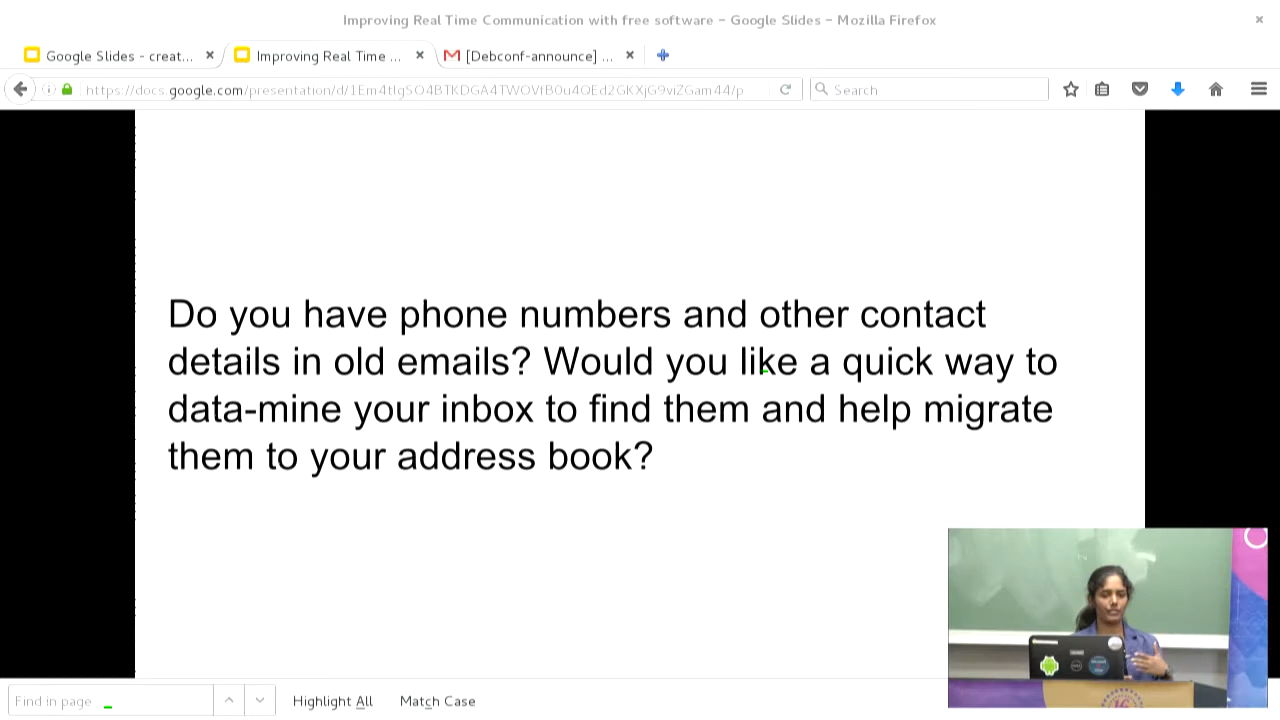 Improving Real Time Communication with free software - Google Slides - Mozilla Firefox
Google Slides - creat...
Improving Real Time ...
[Debconf-announce] ...
Search
Do you have phone numbers and other contact
details in old emails? Would you like a quick way to
data-mine your inbox to find them and help migrate
them to your address book?
Find in page
Highlight All
Match Case